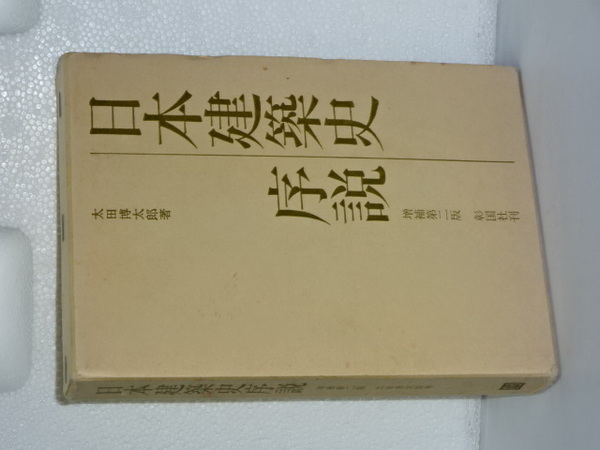 日本建築史
序説
太田博太郎著
増補第二版
彰国社刊
日本建築史序説